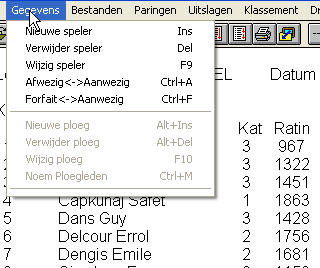 Gegevens Bestanden Paringen Uitslagen Klassement
Nieuwe speler Ins
Verwijder speler Del
Wijzig speler F9
Afwezig<->Aanwezig Ctrl+A
Forfait<->Aanwezig Ctrl+F
Nieuwe ploeg Alt+Ins
Verwijder ploeg Alt+Del
Wijzig ploeg F10
Noem Ploegleden Ctrl+M
EL Datum
Kat Ratin
3 967
3 1322
3 1451
Capkunaj Safet 1 1863
5 Dans Guy 3 1428
6 Delcour Errol 2 1756
7 Dengis Emile 2 1681